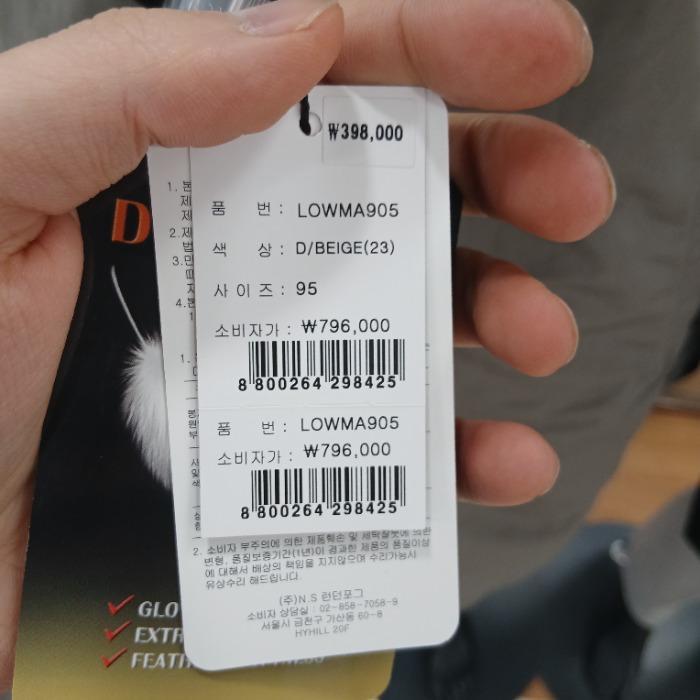 ₩398,000
품 번 : LOWMA905
색 상 : D/BEIGE(23)
사 이 즈 : 95
소비자가 : ₩796,000
8 800264 298425
품 번 : LOWMA905
소비자가 : ₩796,000
8 800264 298425
2. 소비자 부주의에 의한 제품훼손 및 세탁잘못에 의한
변형, 품질보증기간(1년)이 경과한 제품의 품질이상
에 대해서 배상의 책임을 지지않으며 수리가능시
유상수리 해드립니다.
(주)N.S 런던포그
소비자 상담실 : 02-858-7058-9
서울시 금천구 가산동 60-8
HYHILL 20F